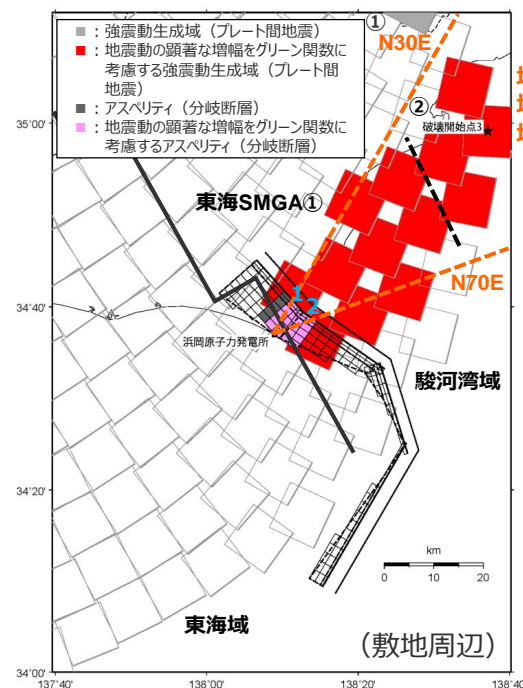 ：強震動生成域（プレート間地震）
：地震動の顕著な増幅をグリーン関数に
考慮する強震動生成域（プレート間
地震）
：アスペリティ（分岐断層）
：地震動の顕著な増幅をグリーン関数に
考慮するアスペリティ（分岐断層）
①
N30E
②
破壊開始点3
35°00'
東海SMGA①
N70E
34°40'
1
2
浜岡原子力発電所
駿河湾域
34°20'
km
0 10 20
東海域
（敷地周辺）
34°00'
137°40'
138°00'
138°20'
138°40'